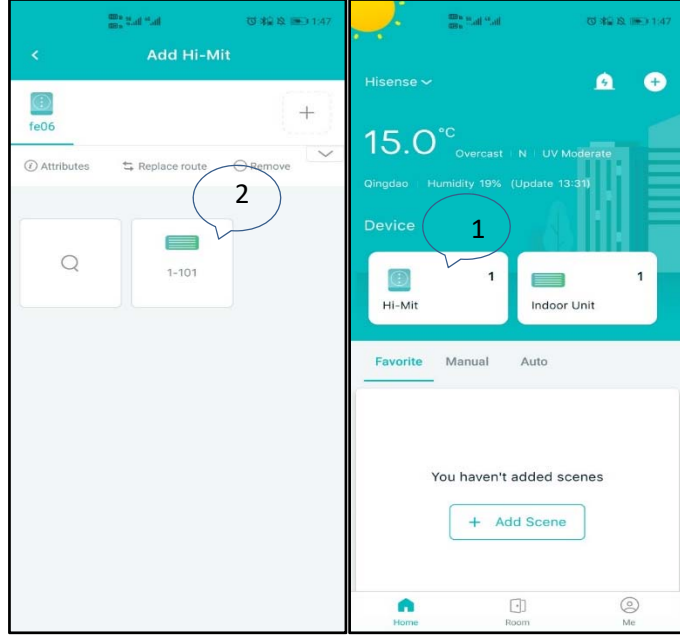 1:47
Add Hi-Mit
fe06
+
Attributes Replace route Remove
2
1-101
1:47
Hisense
15.0°C
Overcast | N | UV Moderate
Qingdao Humidity 19% (Update 13:31)
Device
1
Hi-Mit 1
Indoor Unit 1
Favorite Manual Auto
You haven't added scenes
+ Add Scene
Home Room Me